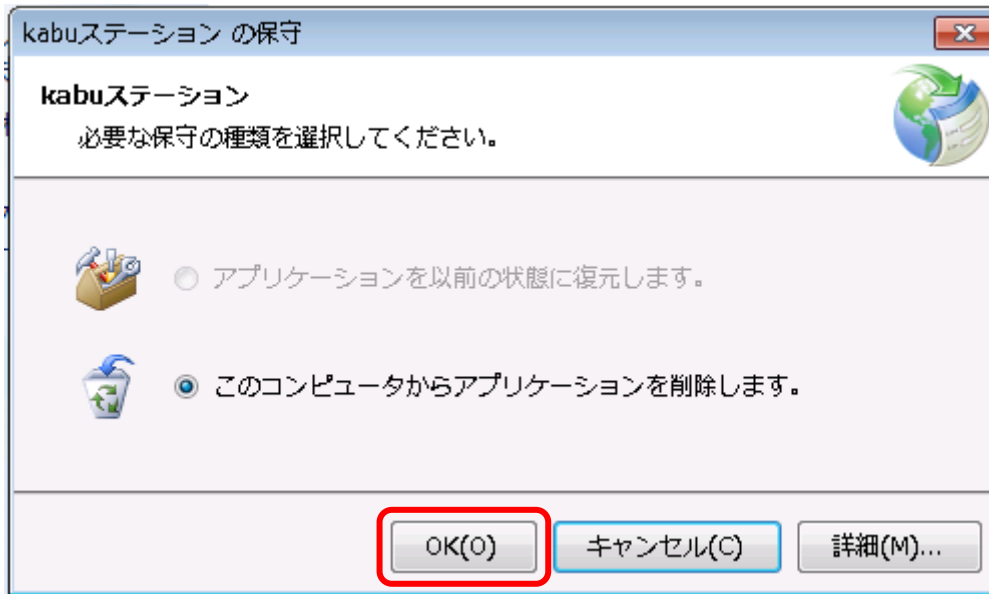 kabuステーション の保守
kabuステーション
必要な保守の種類を選択してください。
アプリケーションを以前の状態に復元します。
このコンピュータからアプリケーションを削除します。
OK(O)
キャンセル(C)
詳細(M)...